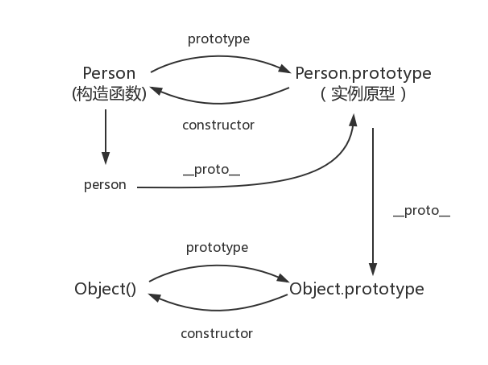 prototype
Person
(构造函数)
Person.prototype
（实例原型）
constructor
__proto__
person
__proto__
prototype
Object()
Object.prototype
constructor